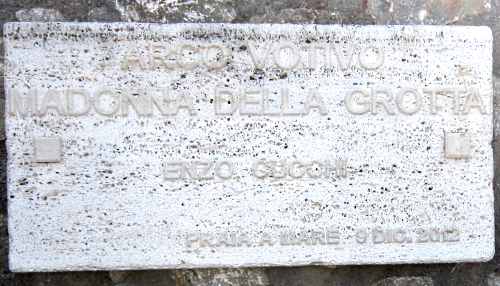 ARCO VOTIVO
MADONNA DELLA GROTTA
ENZO CUCCHI
PRAIA A MARE 9 DIC. 2012